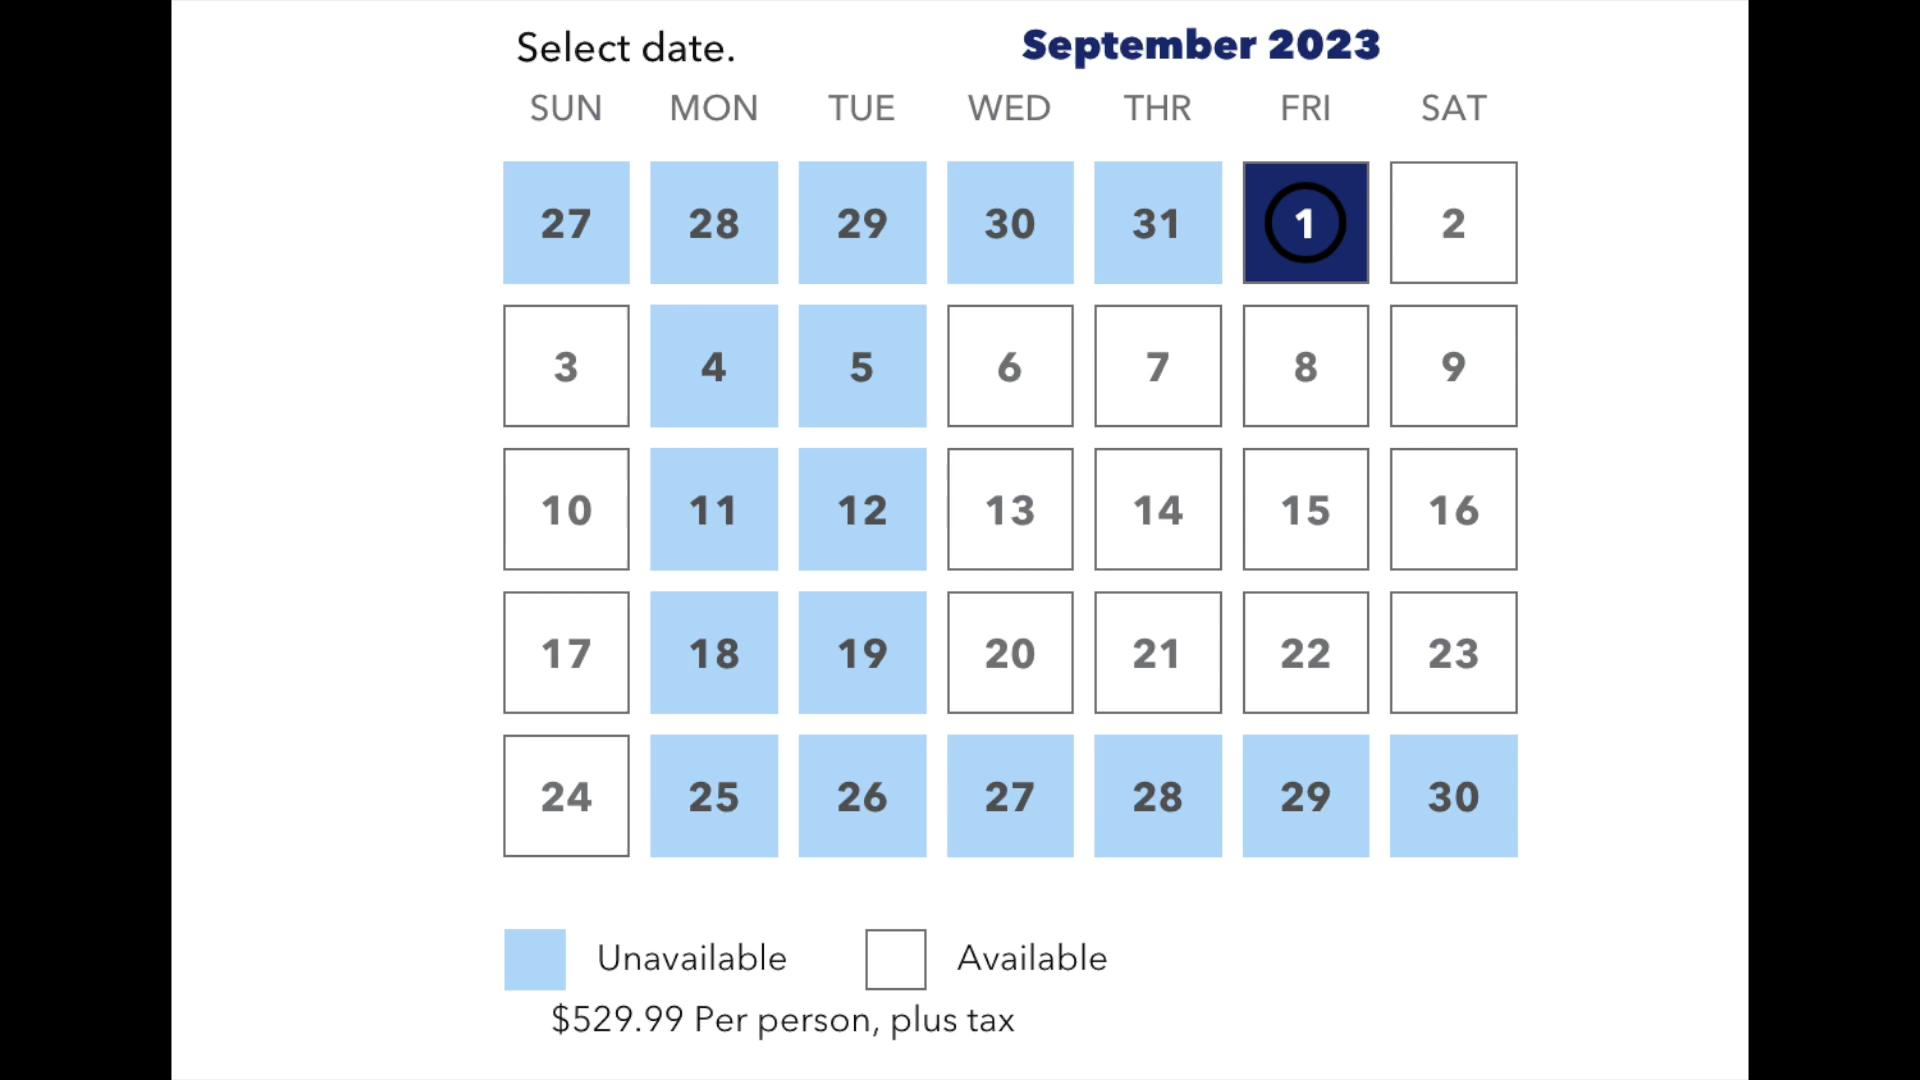 Select date.
September 2023
SUN MON TUE WED THR FRI SAT
27 28 29 30 31 1 2
3 4 5 6 7 8 9
10 11 12 13 14 15 16
17 18 19 20 21 22 23
24 25 26 27 28 29 30
Unavailable Available
$529.99 Per person, plus tax